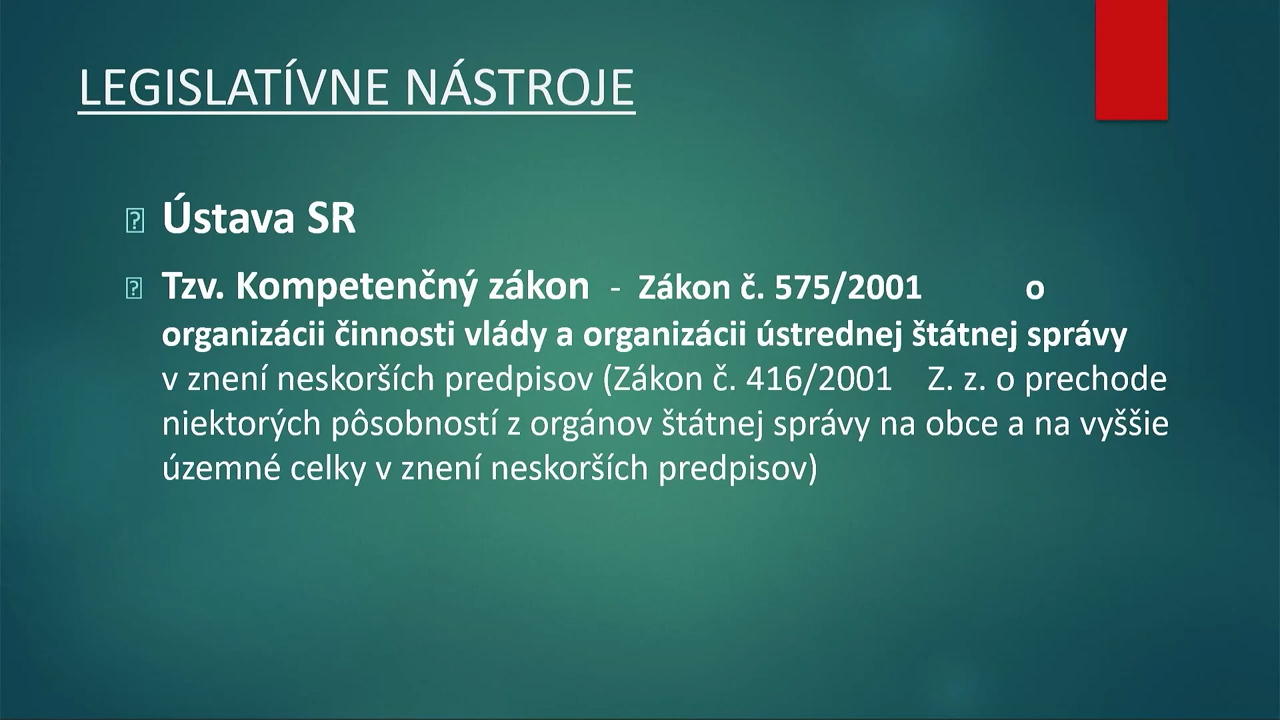 LEGISLATÍVNE NÁSTROJE
Ústava SR
Tzv. Kompetenčný zákon - Zákon č. 575/2001 o
organizácii činnosti vlády a organizácii ústrednej štátnej správy
v znení neskorších predpisov (Zákon č. 416/2001 Z. z. o prechode
niektorých pôsobností z orgánov štátnej správy na obce a na vyššie
územné celky v znení neskorších predpisov)